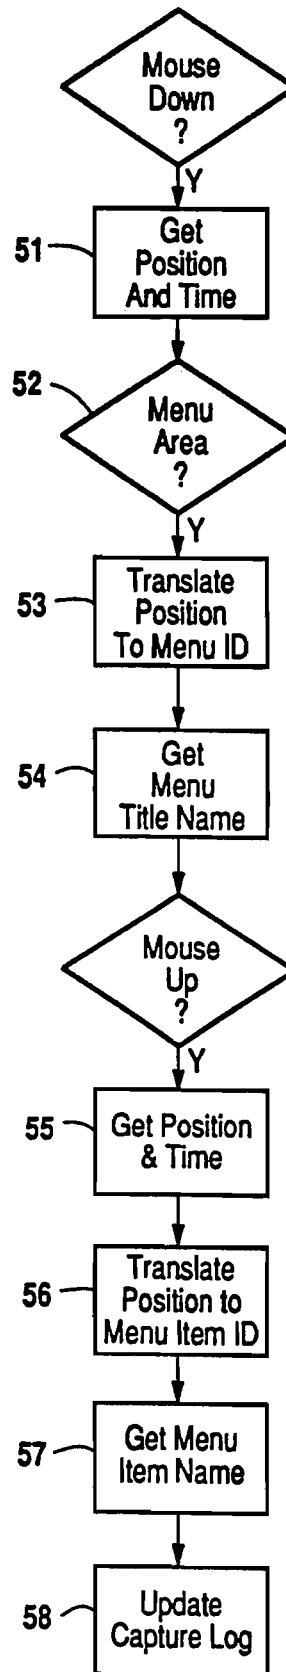 Mouse
Down
?
Y
51
Get
Position
And Time
52
Menu
Area
?
Y
53
Translate
Position
To Menu ID
54
Get
Menu
Title Name
Mouse
Up
?
Y
55
Get Position
& Time
56
Translate
Position to
Menu Item ID
57
Get Menu
Item Name
58
Update
Capture Log